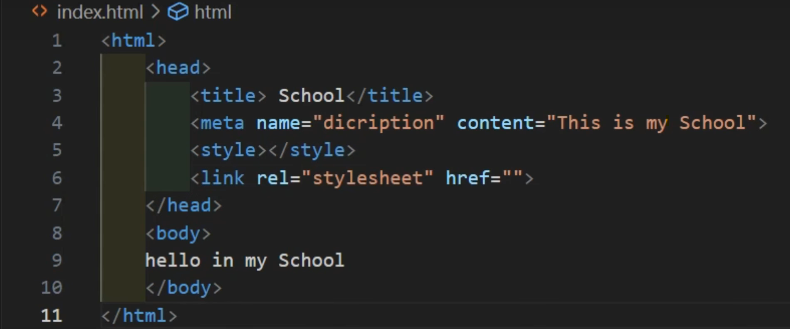 index.html > html
1 <html>
2 <head>
3 <title> School</title>
4 <meta name="dicription" content="This is my School">
5 <style></style>
6 <link rel="stylesheet" href="">
7 </head>
8 <body>
9 hello in my School
10 </body>
11 </html>